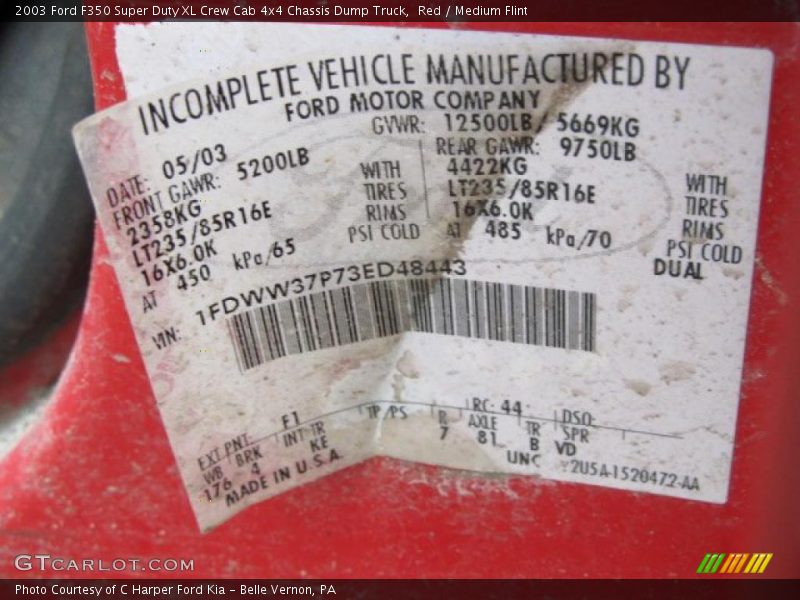 2003 Ford F350 Super Duty XL Crew Cab 4x4 Chassis Dump Truck, Red / Medium Flint
INCOMPLETE VEHICLE MANUFACTURED BY
FORD MOTOR COMPANY
DATE: 05/03 GVWR: 12500LB/ 5669KG
FRONT GAWR: 5200LB REAR GAWR: 9750LB
2358KG WITH 4422KG WITH
LT235/85R16E TIRES LT235/85R16E TIRES
16X6.0K RIMS 16X6.0K RIMS
AT 450 kPa/65 PSI COLD AT 485 kPa/70 PSI COLD
DUAL
VIN: 1FDWW37P73ED48443
EXT PNT: F1 RC: 44 DSO:
WB BRK INT TR TP/PS R AXLE TR SPR
176 4 KE 7 81 B VD
MADE IN U.S.A. UNC 2U5A-1520472-AA
GTCARLOT.COM
Photo Courtesy of C Harper Ford Kia – Belle Vernon, PA